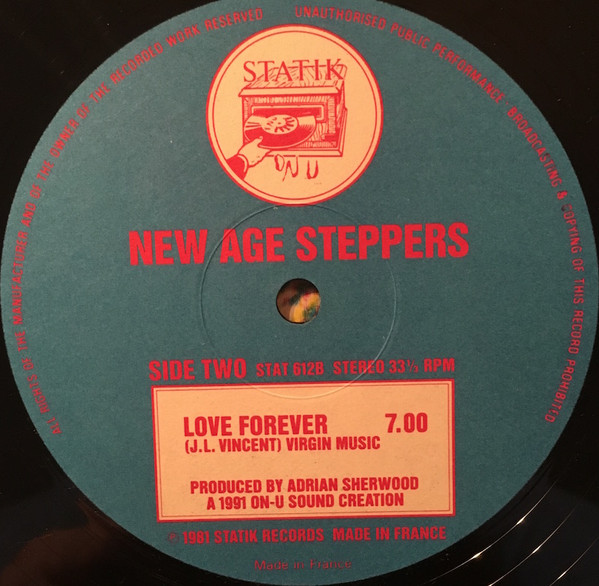 ALL RIGHTS OF THE MANUFACTURER AND OF THE OWNER OF THE RECORDED WORK RESERVED
UNAUTHORISED PUBLIC PERFORMANCE BROADCASTING & COPYING OF THIS RECORD PROHIBITED
STATIK
ON U
NEW AGE STEPPERS
SIDE TWO STAT 612B STEREO 33⅓ RPM
LOVE FOREVER 7.00
(J.L. VINCENT) VIRGIN MUSIC
PRODUCED BY ADRIAN SHERWOOD
A 1991 ON-U SOUND CREATION
© 1981 STATIK RECORDS MADE IN FRANCE
Made in France